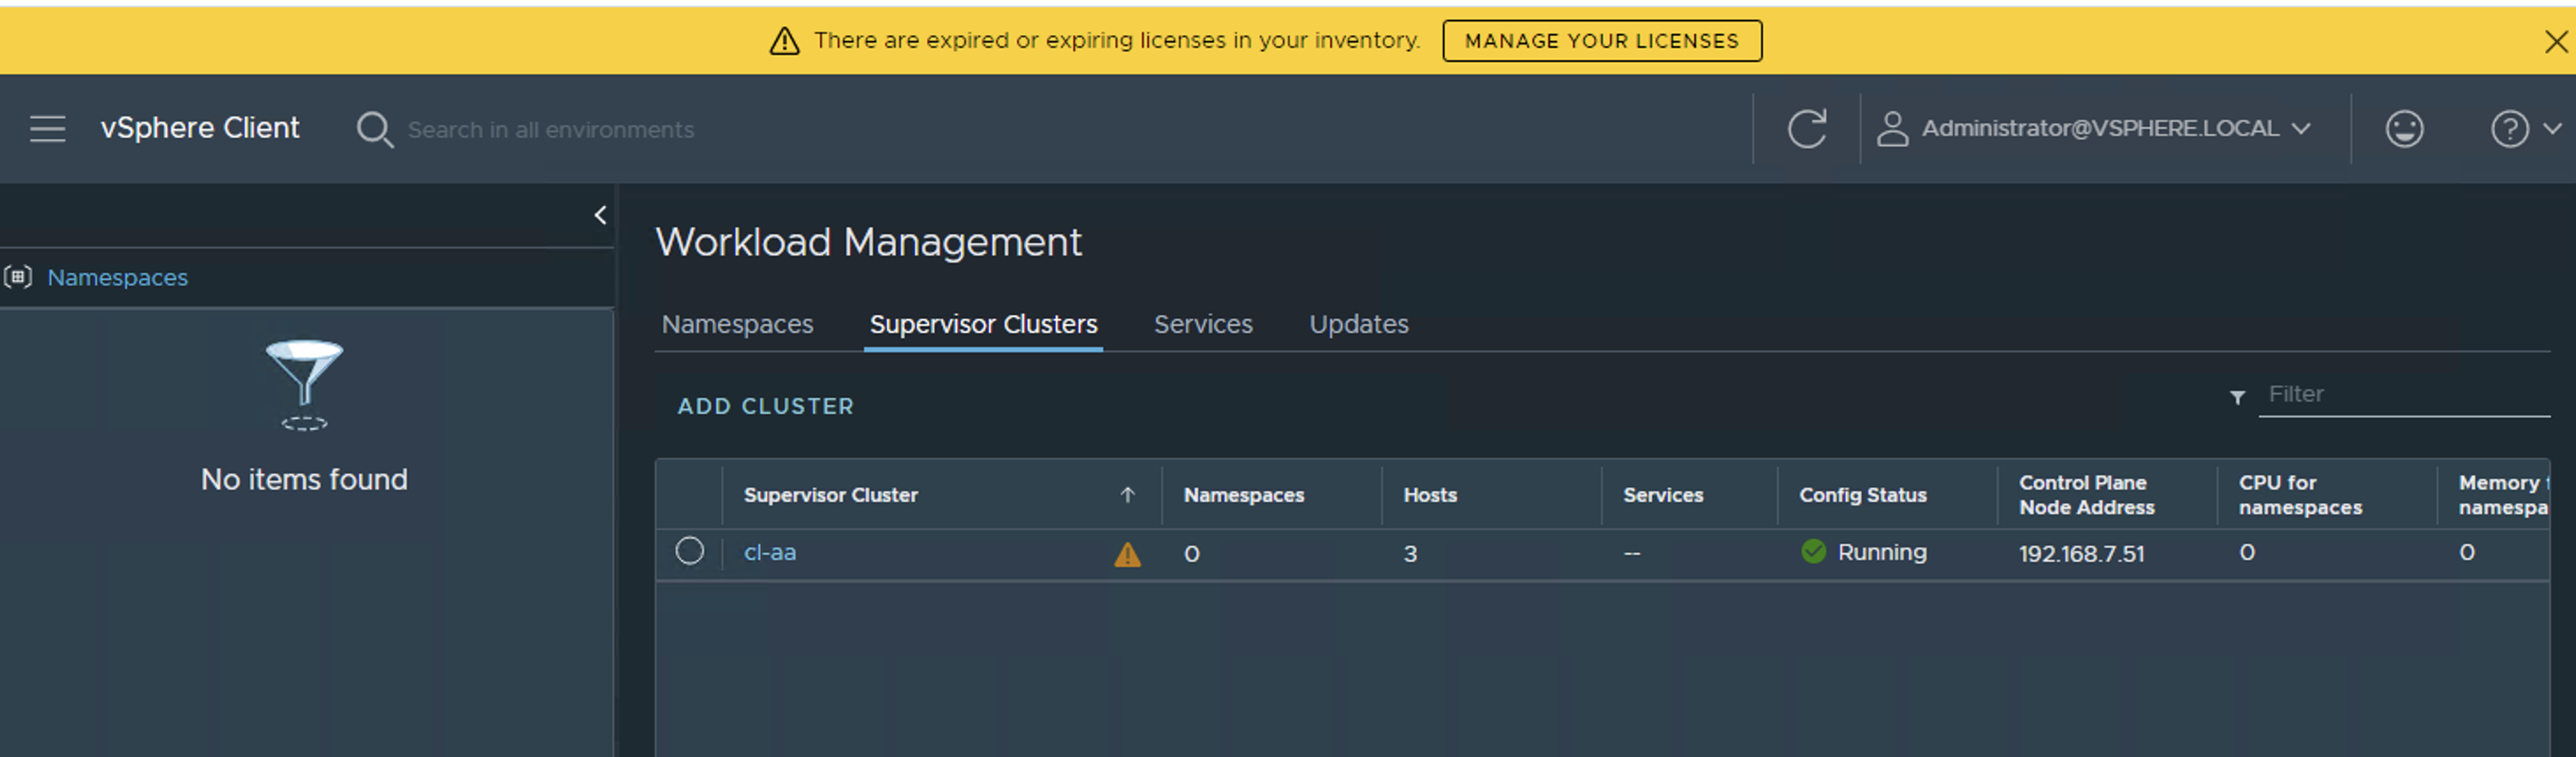 There are expired or expiring licenses in your inventory. MANAGE YOUR LICENSES
vSphere Client Search in all environments Administrator@VSPHERE.LOCAL
Namespaces
No items found
Workload Management
Namespaces Supervisor Clusters Services Updates
ADD CLUSTER Filter
Supervisor Cluster Namespaces Hosts Services Config Status Control Plane Node Address CPU for namespaces Memory namespa
cl-aa 0 3 -- Running 192.168.7.51 0 0